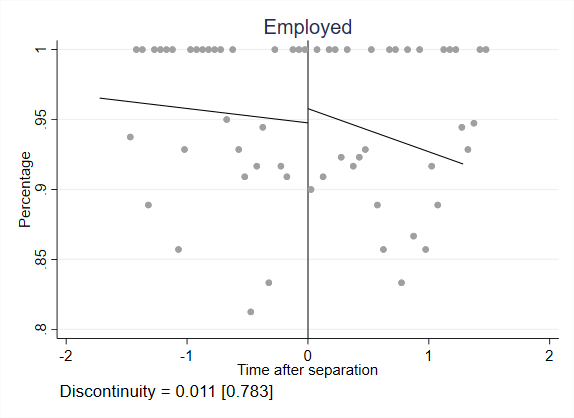 Employed
Percentage
1
.95
.9
.85
.8
-2 -1 0 1 2
Time after separation
Discontinuity = 0.011 [0.783]